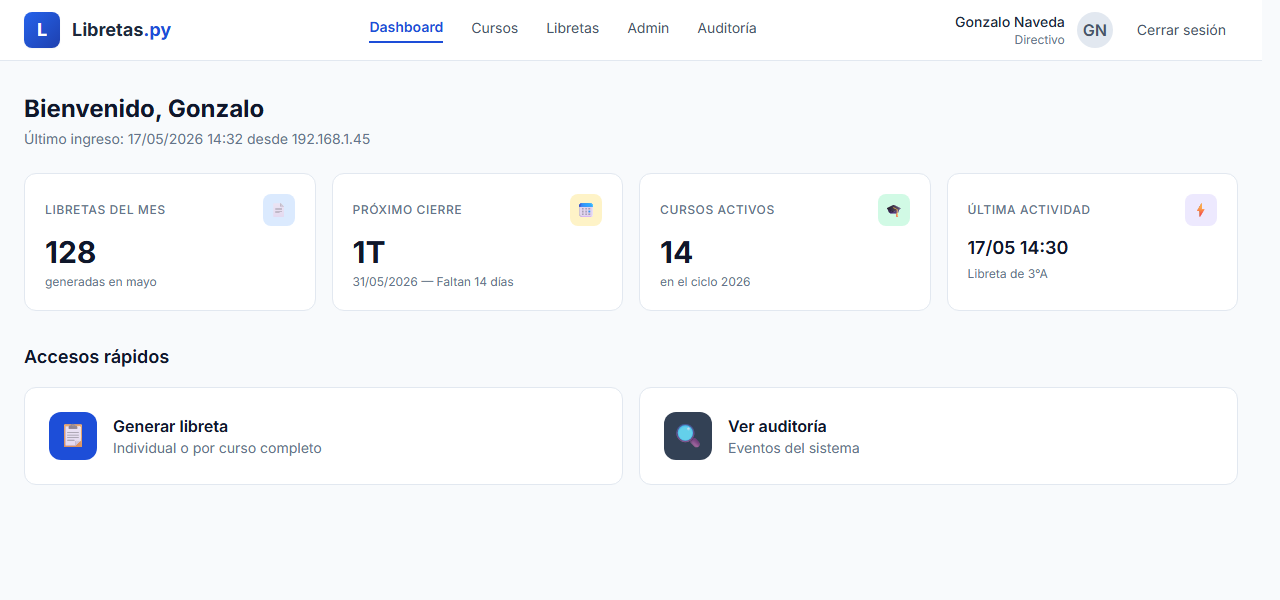 L Libretas.py Dashboard Cursos Libretas Admin Auditoría Gonzalo Naveda GN Cerrar sesión
Directivo
Bienvenido, Gonzalo
Último ingreso: 17/05/2026 14:32 desde 192.168.1.45
LIBRETAS DEL MES
128
generadas en mayo
PRÓXIMO CIERRE
1T
31/05/2026 — Faltan 14 días
CURSOS ACTIVOS
14
en el ciclo 2026
ÚLTIMA ACTIVIDAD
17/05 14:30
Libreta de 3°A
Accesos rápidos
Generar libreta
Individual o por curso completo
Ver auditoría
Eventos del sistema